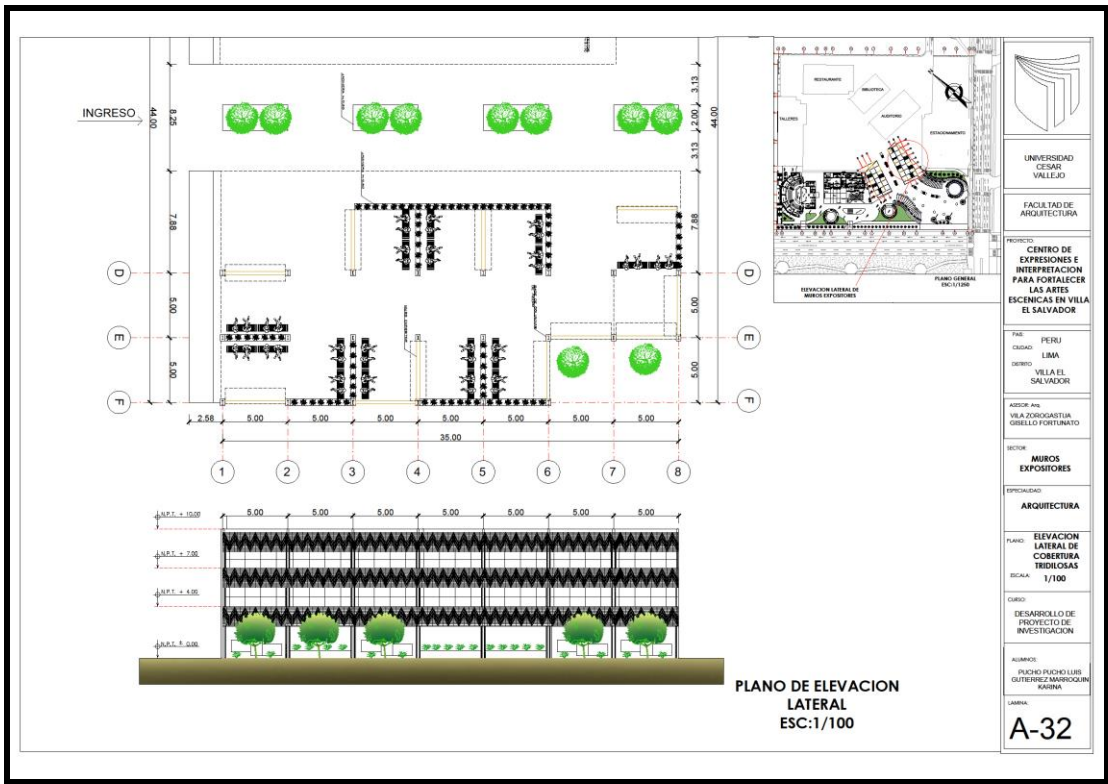 INGRESO
44.00
8.25
7.88
5.00
5.00
3.13
2.00
3.13
44.00
7.88
5.00
5.00
D
E
F
D
E
F
2.58
5.00
5.00
5.00
5.00
5.00
5.00
5.00
35.00
1
2
3
4
5
6
7
8
5.00
5.00
5.00
5.00
5.00
5.00
5.00
N.P.T. + 10.00
N.P.T. + 7.00
N.P.T. + 4.00
N.P.T. ± 0.00
PLANO DE ELEVACION
LATERAL
ESC:1/100
RESTAURANTE
BIBLIOTECA
N
TALLERES
AUDITORIO
ESTACIONAMIENTO
ELEVACION LATERAL DE
MUROS EXPOSITORES
PLANO GENERAL
ESC:1/1250
UNIVERSIDAD
CESAR
VALLEJO
FACULTAD DE
ARQUITECTURA
PROYECTO:
CENTRO DE
EXPRESIONES E
INTERPRETACION
PARA FORTALECER
LAS ARTES
ESCENICAS EN VILLA
EL SALVADOR
PAIS:
PERU
CIUDAD:
LIMA
DISTRITO
VILLA EL
SALVADOR
ASESOR: Arq.
VILA ZOROGASTUA
GISELLO FORTUNATO
SECTOR:
MUROS
EXPOSITORES
ESPECIALIDAD:
ARQUITECTURA
PLANO:
ELEVACION
LATERAL DE
COBERTURA
TRIDILOSAS
ESCALA:
1/100
CURSO:
DESARROLLO DE
PROYECTO DE
INVESTIGACION
ALUMNOS:
PUCHO PUCHO LUIS
GUTIERREZ MARROQUIN
KARINA
LAMINA:
A-32